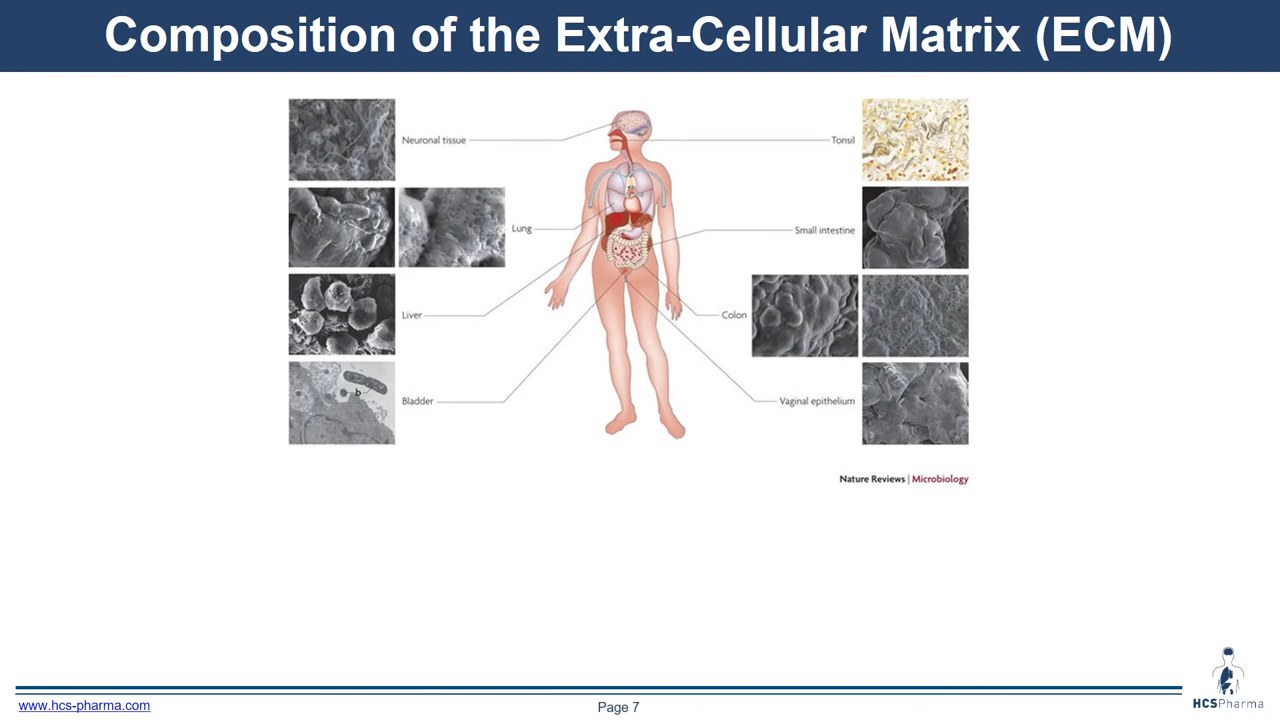 Composition of the Extra-Cellular Matrix (ECM)
Neuronal tissue
Tonsil
Lung
Small intestine
Liver
Colon
b
Bladder
Vaginal epithelium
Nature Reviews | Microbiology
www.hcs-pharma.com
Page 7
HCSPharma